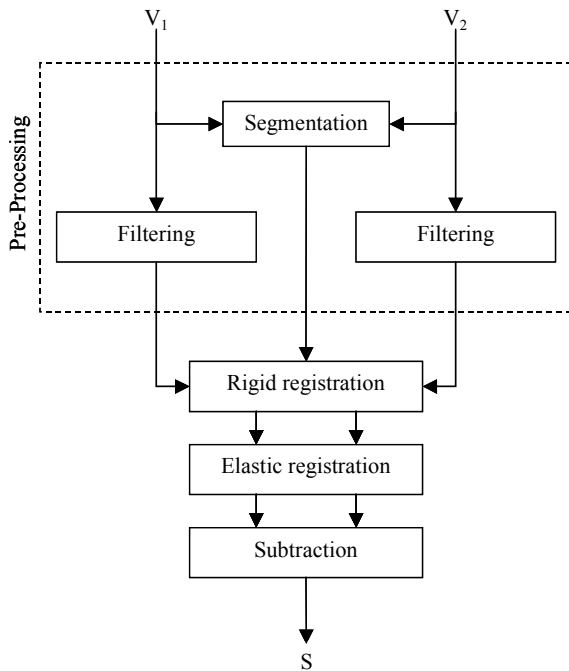 V₁
V₂
Pre-Processing
Segmentation
Filtering
Filtering
Rigid registration
Elastic registration
Subtraction
S